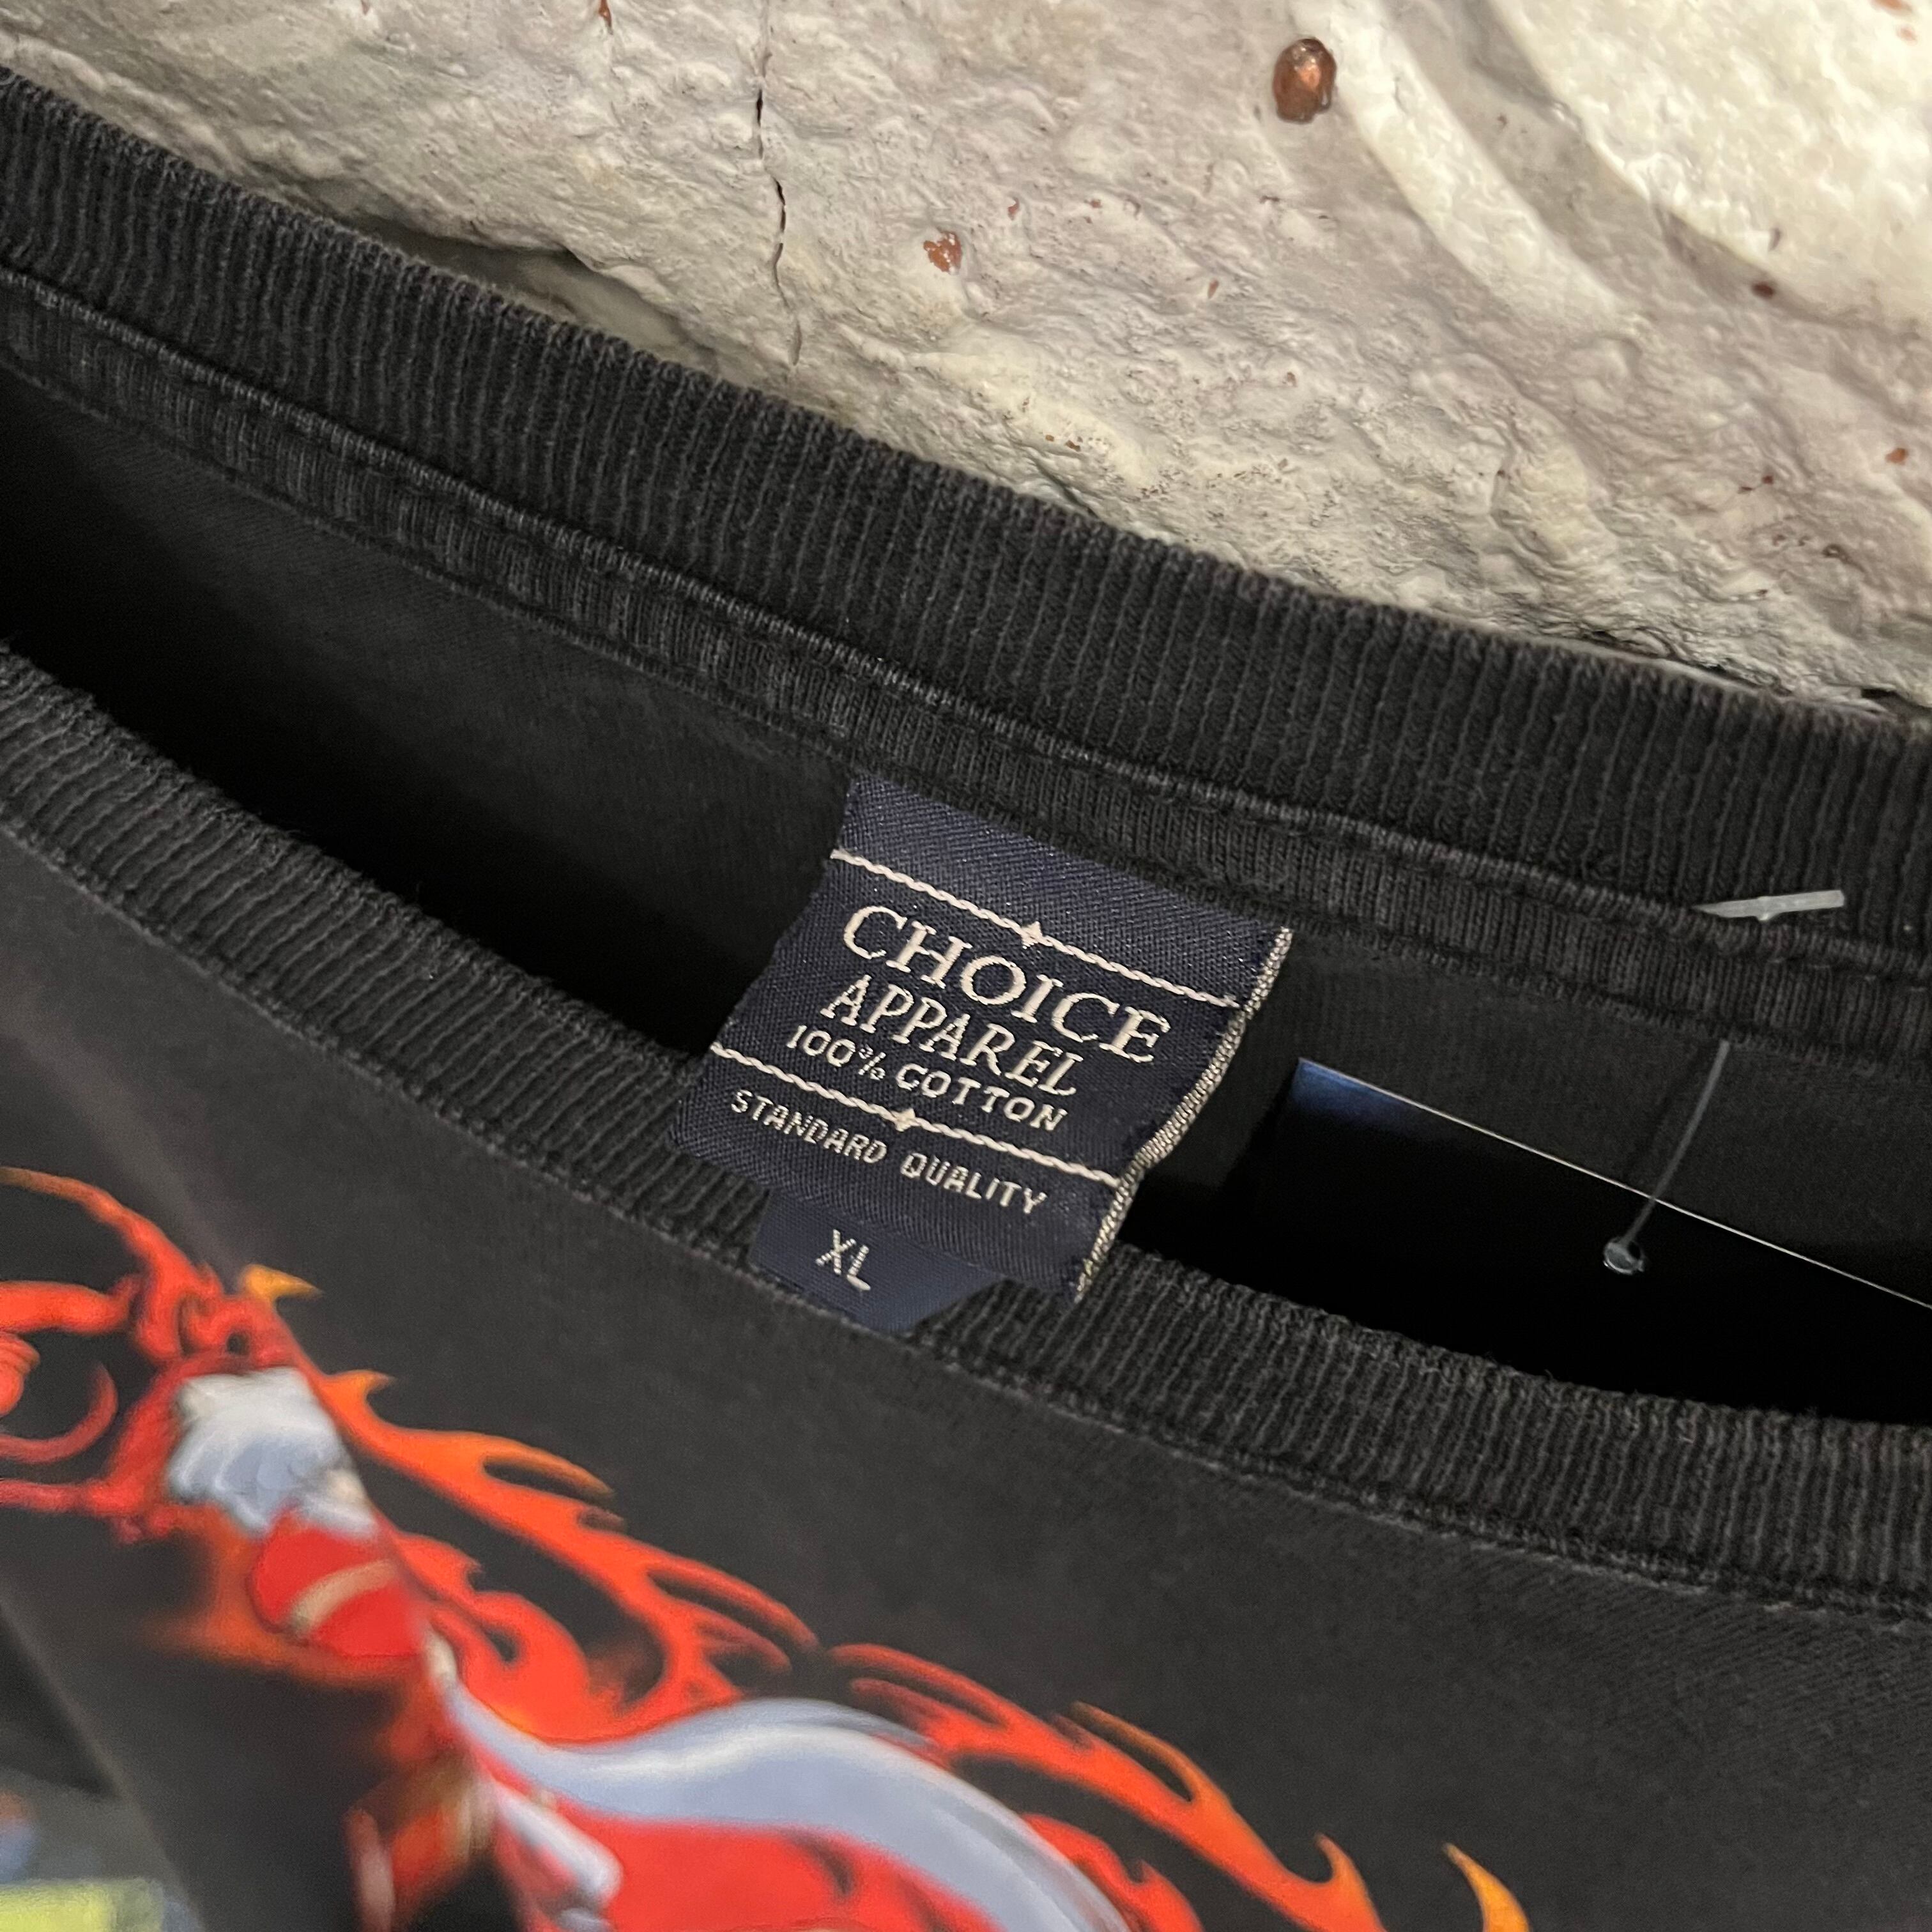 CHOICE
APPAREL
100% COTTON
STANDARD QUALITY
XL